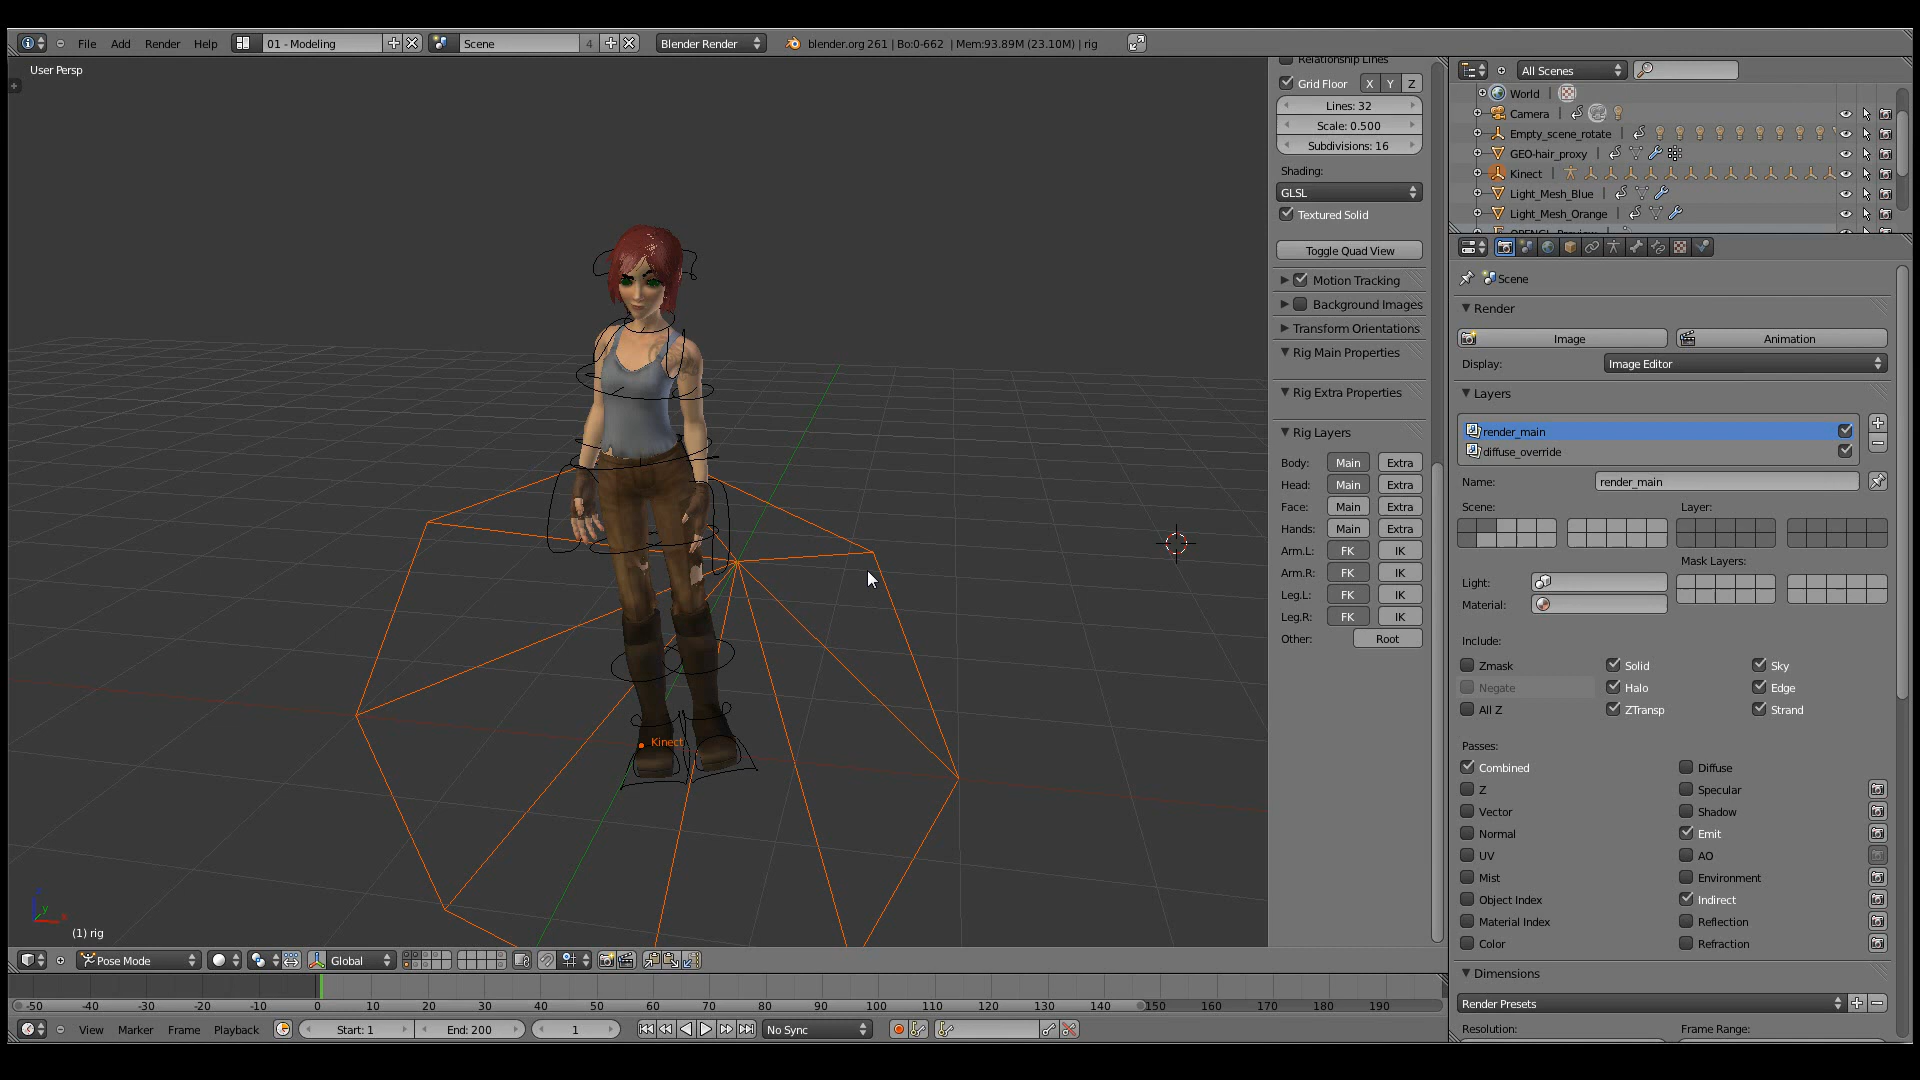 File Add Render Help 01 - Modeling Scene 4 Blender Render blender.org 261 | Bo:0-662 | Mem:93.89M (23.10M) | rig
User Persp
Relationship Lines
Grid Floor X Y Z
Lines: 32
Scale: 0.500
Subdivisions: 16
Shading:
GLSL
Textured Solid
Toggle Quad View
Motion Tracking
Background Images
Transform Orientations
Rig Main Properties
Rig Extra Properties
Rig Layers
Body: Main Extra
Head: Main Extra
Face: Main Extra
Hands: Main Extra
Arm.L: FK IK
Arm.R: FK IK
Leg.L: FK IK
Leg.R: FK IK
Other: Root
Kinect
x
y
(1) rig
Pose Mode Global
-50 -40 -30 -20 -10 0 10 20 30 40 50 60 70 80 90 100 110 120 130 140 150 160 170 180 190
View Marker Frame Playback Start: 1 End: 200 1 No Sync
All Scenes
World
Camera
Empty_scene_rotate
GEO-hair_proxy
Kinect
Light_Mesh_Blue
Light_Mesh_Orange
Scene
Render
Image Animation
Display: Image Editor
Layers
render_main
diffuse_override
Name: render_main
Scene: Layer:
Mask Layers:
Light:
Material:
Include:
Zmask Solid Sky
Negate Halo Edge
All Z ZTransp Strand
Passes:
Combined Diffuse
Z Specular
Vector Shadow
Normal Emit
UV AO
Mist Environment
Object Index Indirect
Material Index Reflection
Color Refraction
Dimensions
Render Presets
Resolution: Frame Range: